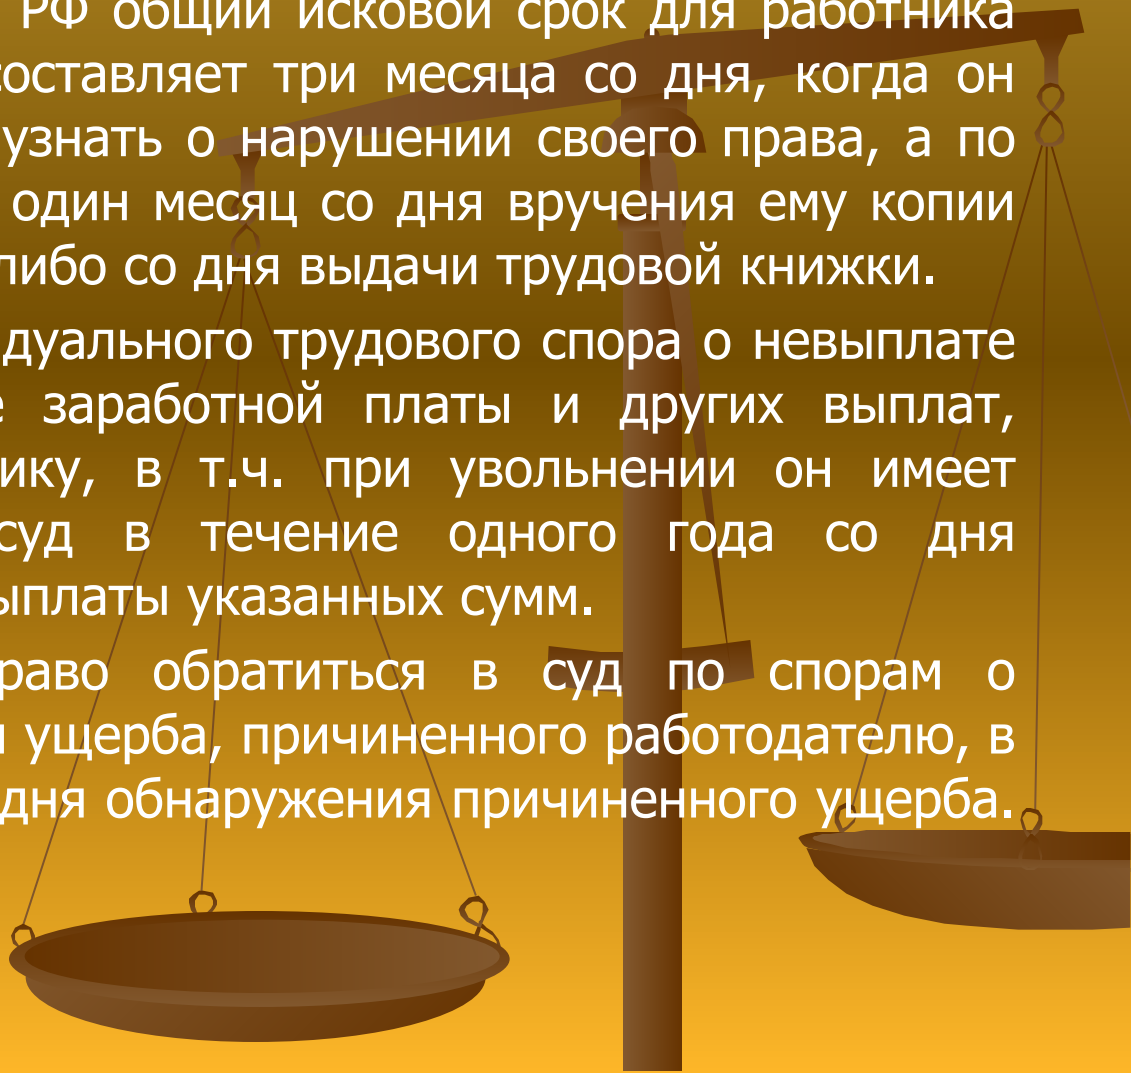 РФ общий исковой срок для работника
составляет три месяца со дня, когда он
узнать о нарушении своего права, а по
один месяц со дня вручения ему копии
либо со дня выдачи трудовой книжки.
дуального трудового спора о невыплате
е заработной платы и других выплат,
ику, в т.ч. при увольнении он имеет
суд в течение одного года со дня
ыплаты указанных сумм.
раво обратиться в суд по спорам о
ущерба, причиненного работодателю, в
дня обнаружения причиненного ущерба.